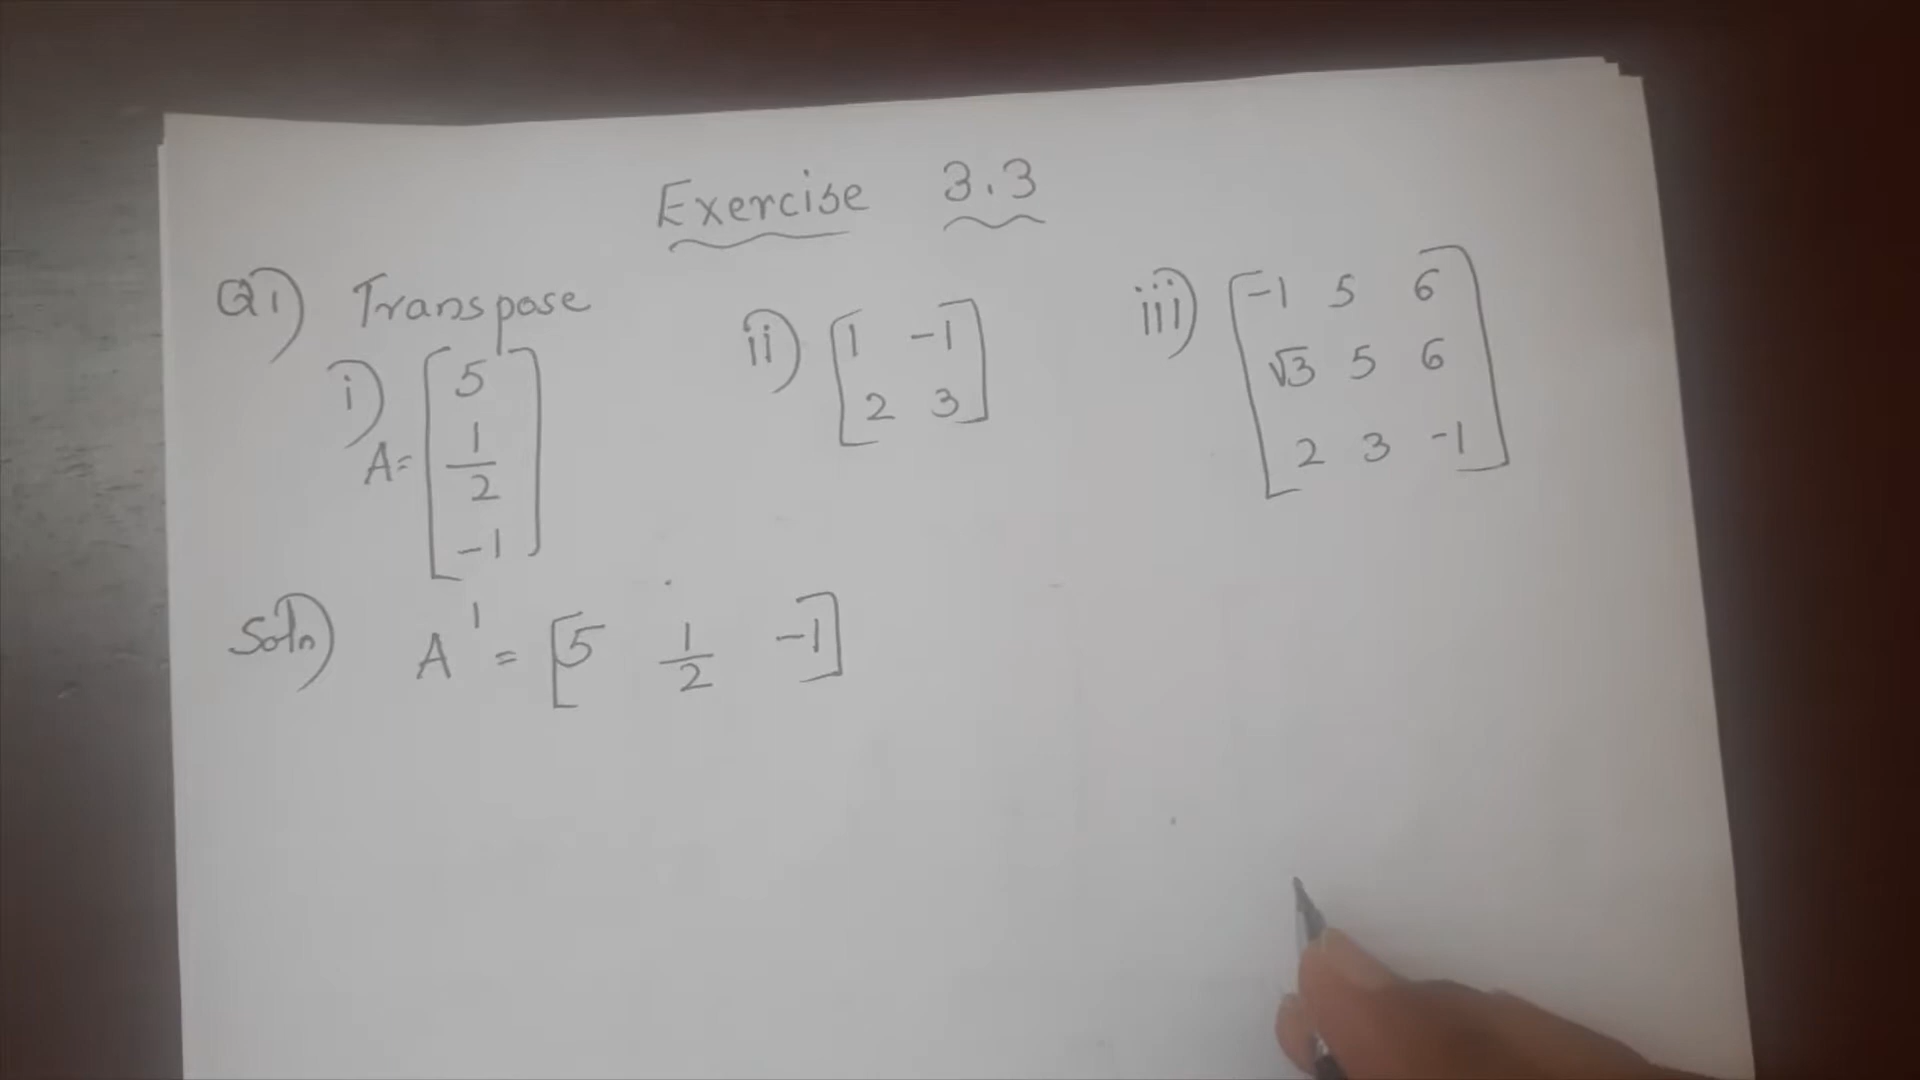 Exercise 3.3
Q1) Transpose
i) A = [5
1/2
-1]
ii) [1 -1
2 3]
iii) [-1 5 6
√3 5 6
2 3 -1]
Soln) A' = [5 1/2 -1]